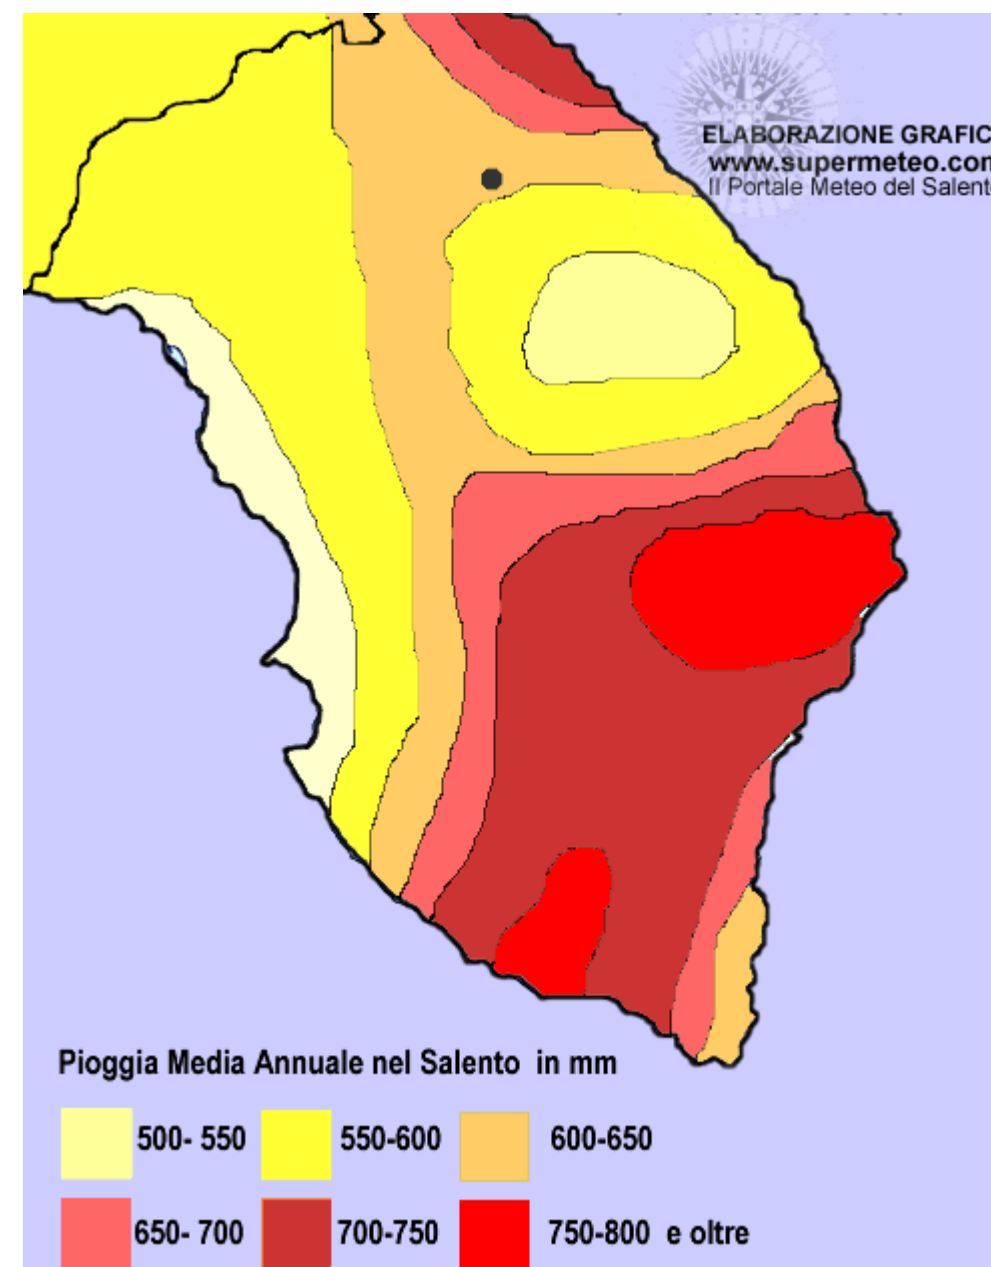 ELABORAZIONE GRAFIC
www.supermeteo.con
Il Portale Meteo del Salent
Pioggia Media Annuale nel Salento in mm
500- 550 550-600 600-650
650- 700 700-750 750-800 e oltre